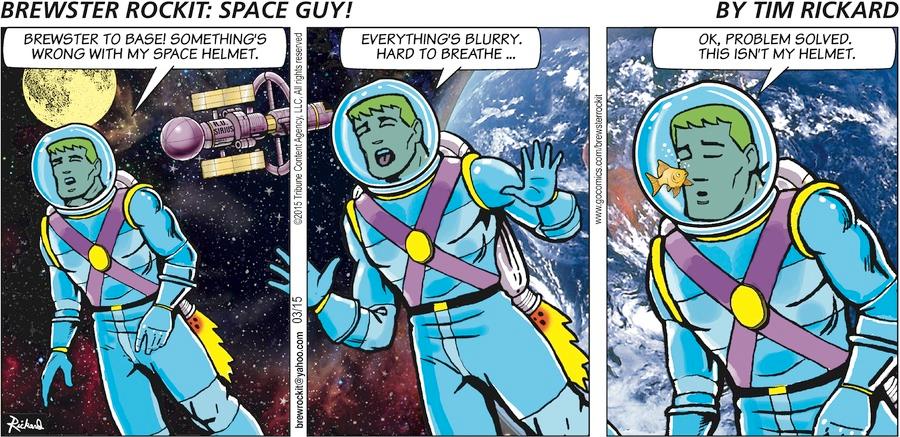 BREWSTER ROCKIT: SPACE GUY!
BY TIM RICKARD
BREWSTER TO BASE! SOMETHING'S
WRONG WITH MY SPACE HELMET.
R.U.
SIRIUS
Rickard
©2015 Tribune Content Agency, LLC. All rights reserved
brewrockit@yahoo.com 03/15
EVERYTHING'S BLURRY.
HARD TO BREATHE ...
www.gocomics.com/brewsterrockit
OK, PROBLEM SOLVED.
THIS ISN'T MY HELMET.